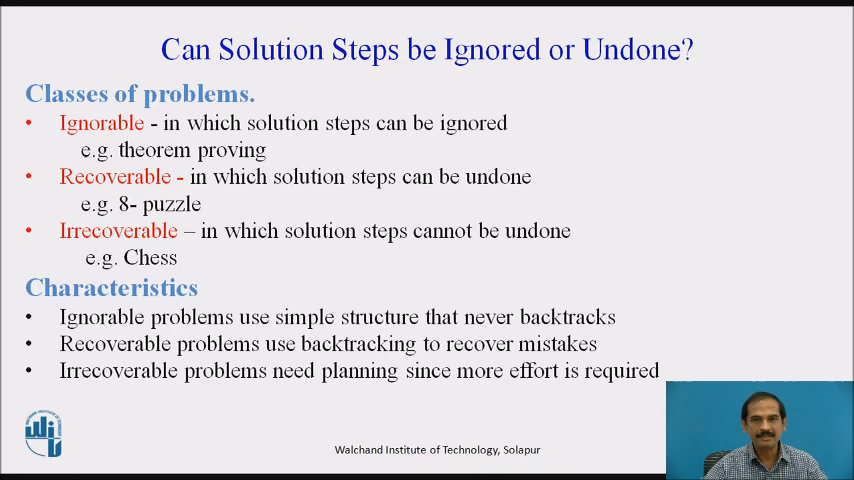 Can Solution Steps be Ignored or Undone?
Classes of problems.
• Ignorable - in which solution steps can be ignored
e.g. theorem proving
• Recoverable - in which solution steps can be undone
e.g. 8- puzzle
• Irrecoverable – in which solution steps cannot be undone
e.g. Chess
Characteristics
• Ignorable problems use simple structure that never backtracks
• Recoverable problems use backtracking to recover mistakes
• Irrecoverable problems need planning since more effort is required
Walchand Institute of Technology, Solapur